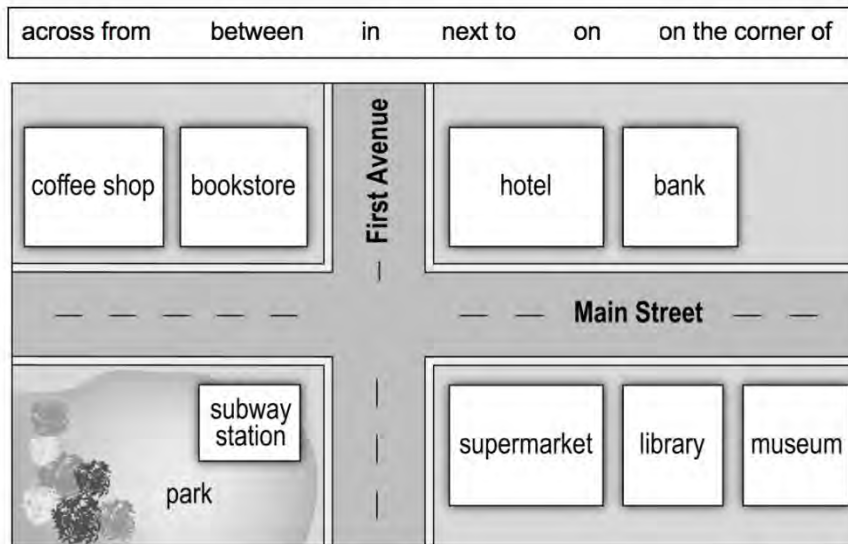 across from between in next to on on the corner of
coffee shop
bookstore
First Avenue
hotel
bank
Main Street
subway
station
park
supermarket
library
museum